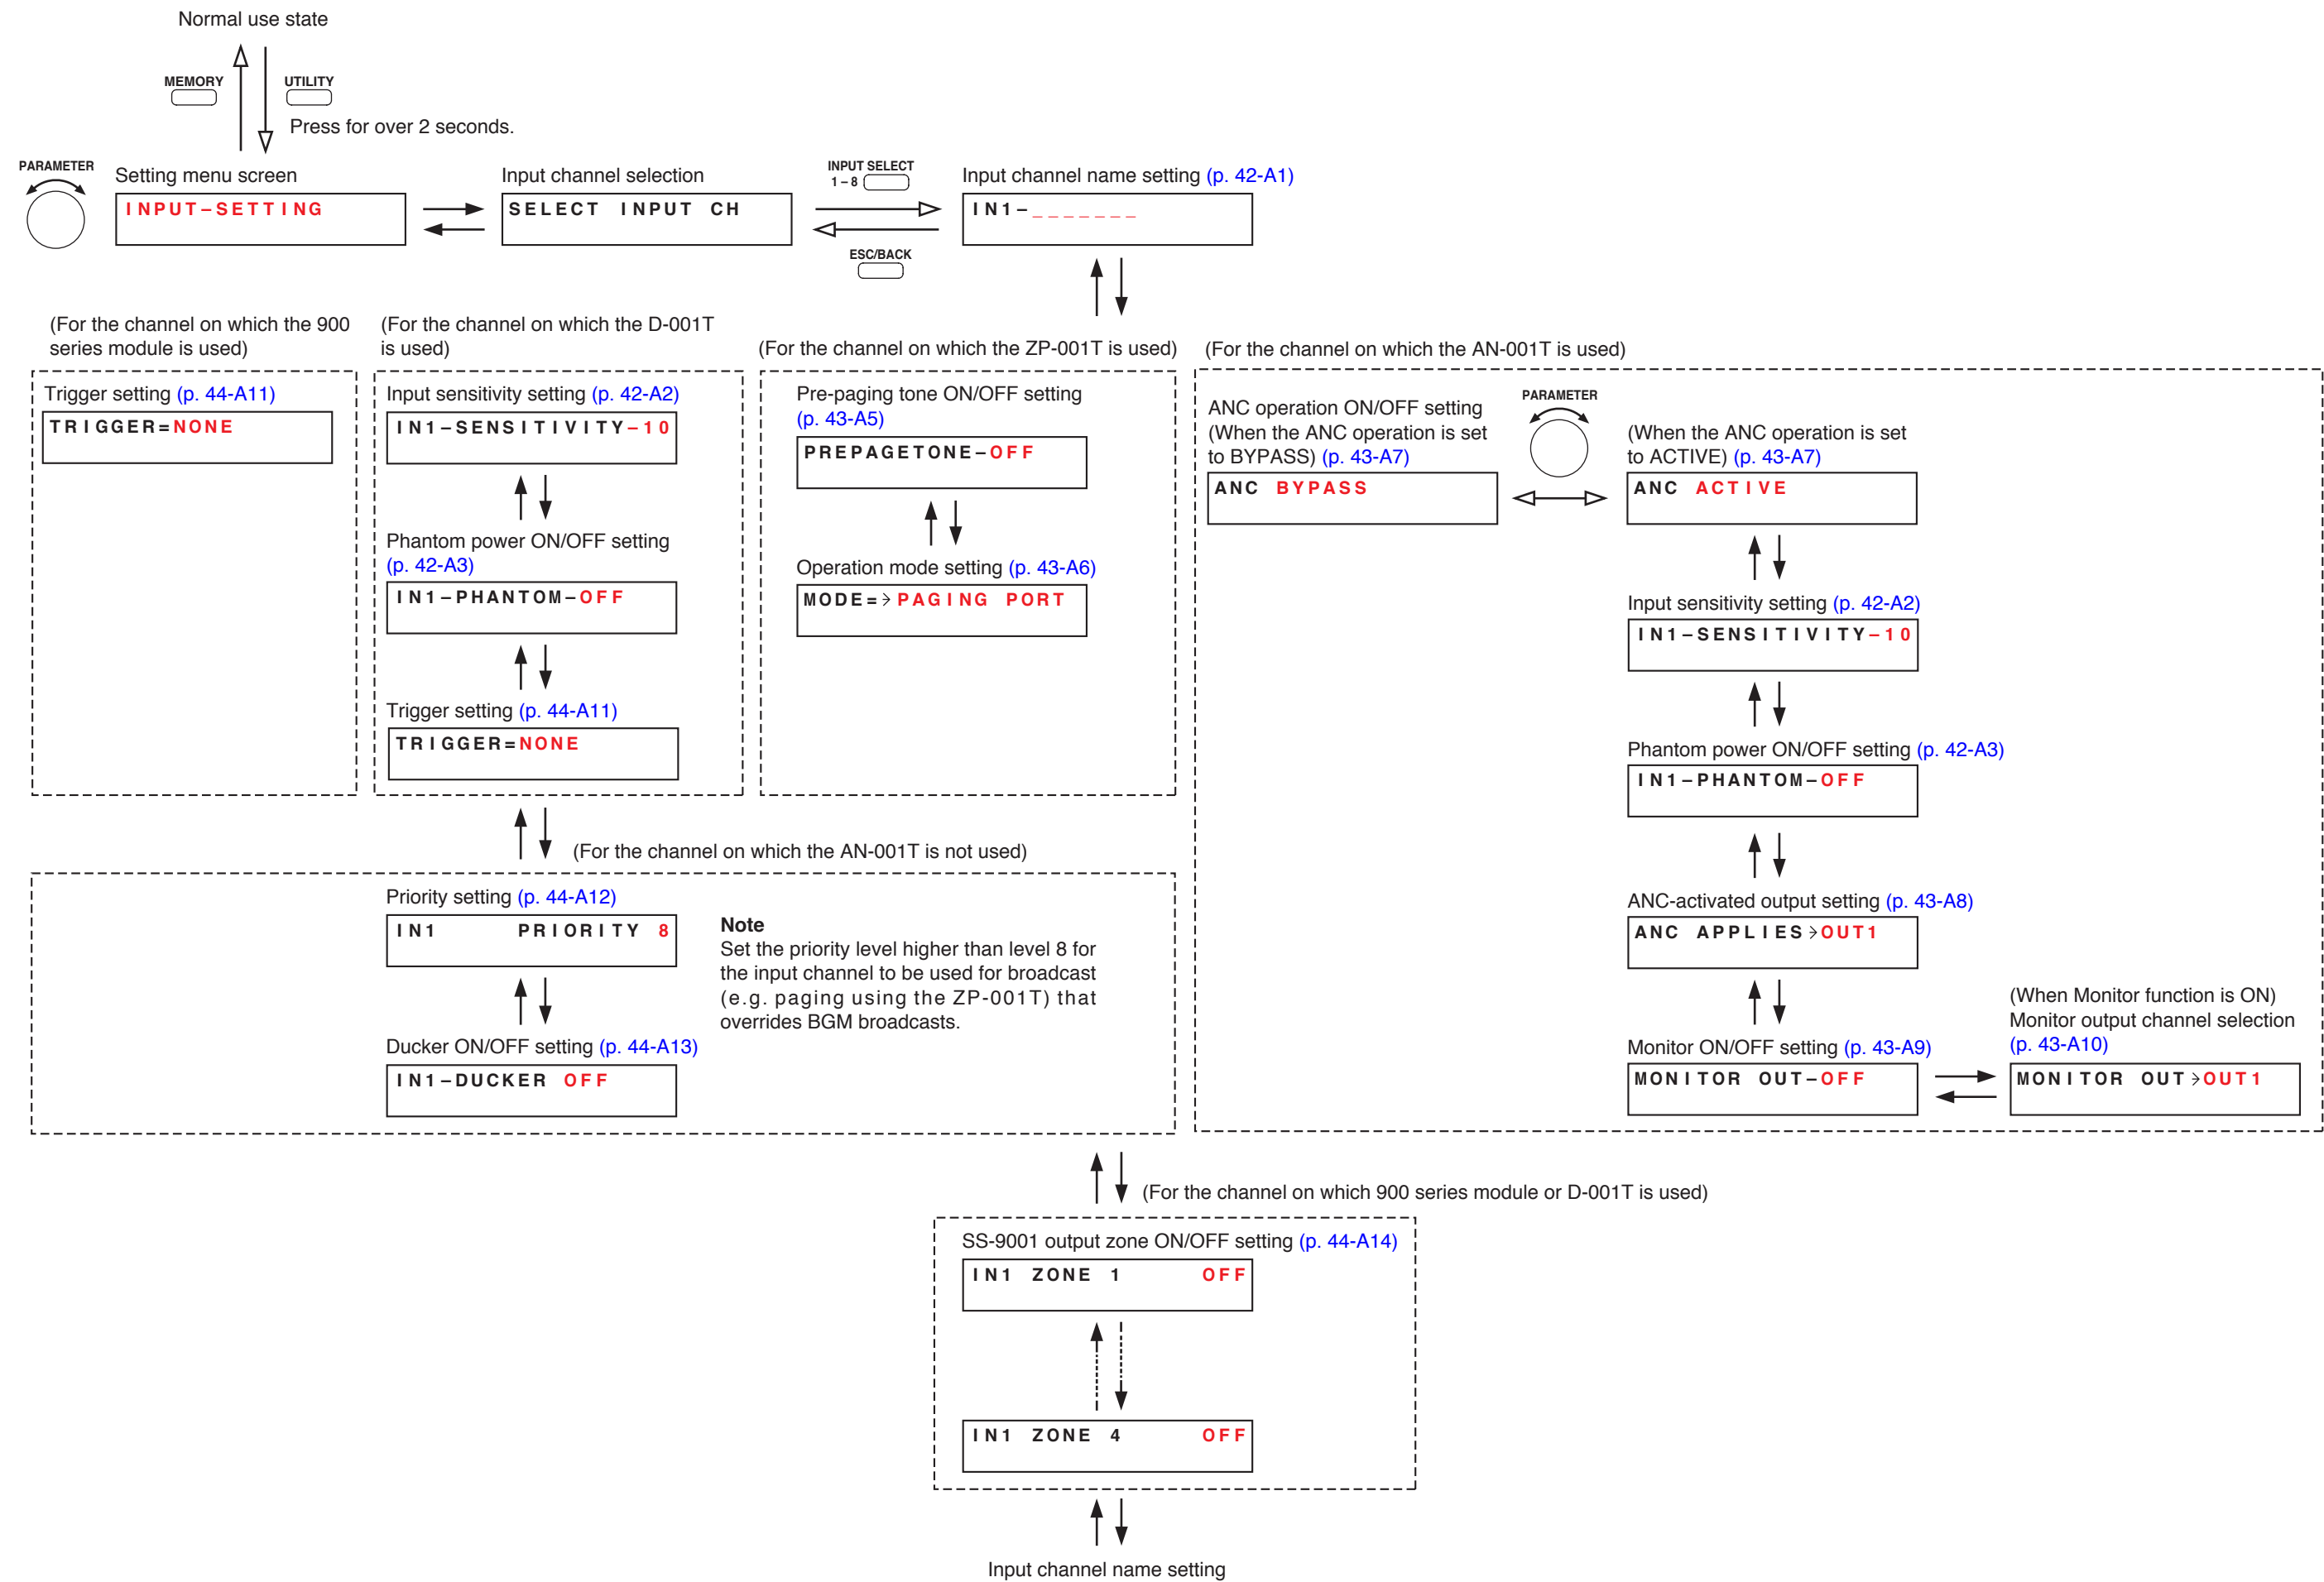 Normal use state
MEMORY
UTILITY
Press for over 2 seconds.
PARAMETER
Setting menu screen
INPUT–SETTING
Input channel selection
SELECT INPUT CH
INPUT SELECT
1 – 8
ESC/BACK
Input channel name setting (p. 42-A1)
IN1–_ _ _ _ _ _ _
(For the channel on which the 900
series module is used)
Trigger setting (p. 44-A11)
TRIGGER=NONE
(For the channel on which the D-001T
is used)
Input sensitivity setting (p. 42-A2)
IN1–SENSITIVITY–10
Phantom power ON/OFF setting
(p. 42-A3)
IN1–PHANTOM–OFF
Trigger setting (p. 44-A11)
TRIGGER=NONE
(For the channel on which the ZP-001T is used)
Pre-paging tone ON/OFF setting
(p. 43-A5)
PREPAGETONE–OFF
Operation mode setting (p. 43-A6)
MODE=>PAGING PORT
(For the channel on which the AN-001T is used)
ANC operation ON/OFF setting
(When the ANC operation is set
to BYPASS) (p. 43-A7)
ANC BYPASS
PARAMETER
(When the ANC operation is set
to ACTIVE) (p. 43-A7)
ANC ACTIVE
Input sensitivity setting (p. 42-A2)
IN1–SENSITIVITY–10
Phantom power ON/OFF setting (p. 42-A3)
IN1–PHANTOM–OFF
ANC-activated output setting (p. 43-A8)
ANC APPLIES>OUT1
Monitor ON/OFF setting (p. 43-A9)
MONITOR OUT–OFF
(When Monitor function is ON)
Monitor output channel selection
(p. 43-A10)
MONITOR OUT>OUT1
(For the channel on which the AN-001T is not used)
Priority setting (p. 44-A12)
IN1 PRIORITY 8
Ducker ON/OFF setting (p. 44-A13)
IN1–DUCKER OFF
Note
Set the priority level higher than level 8 for
the input channel to be used for broadcast
(e.g. paging using the ZP-001T) that
overrides BGM broadcasts.
(For the channel on which 900 series module or D-001T is used)
SS-9001 output zone ON/OFF setting (p. 44-A14)
IN1 ZONE 1 OFF
IN1 ZONE 4 OFF
Input channel name setting